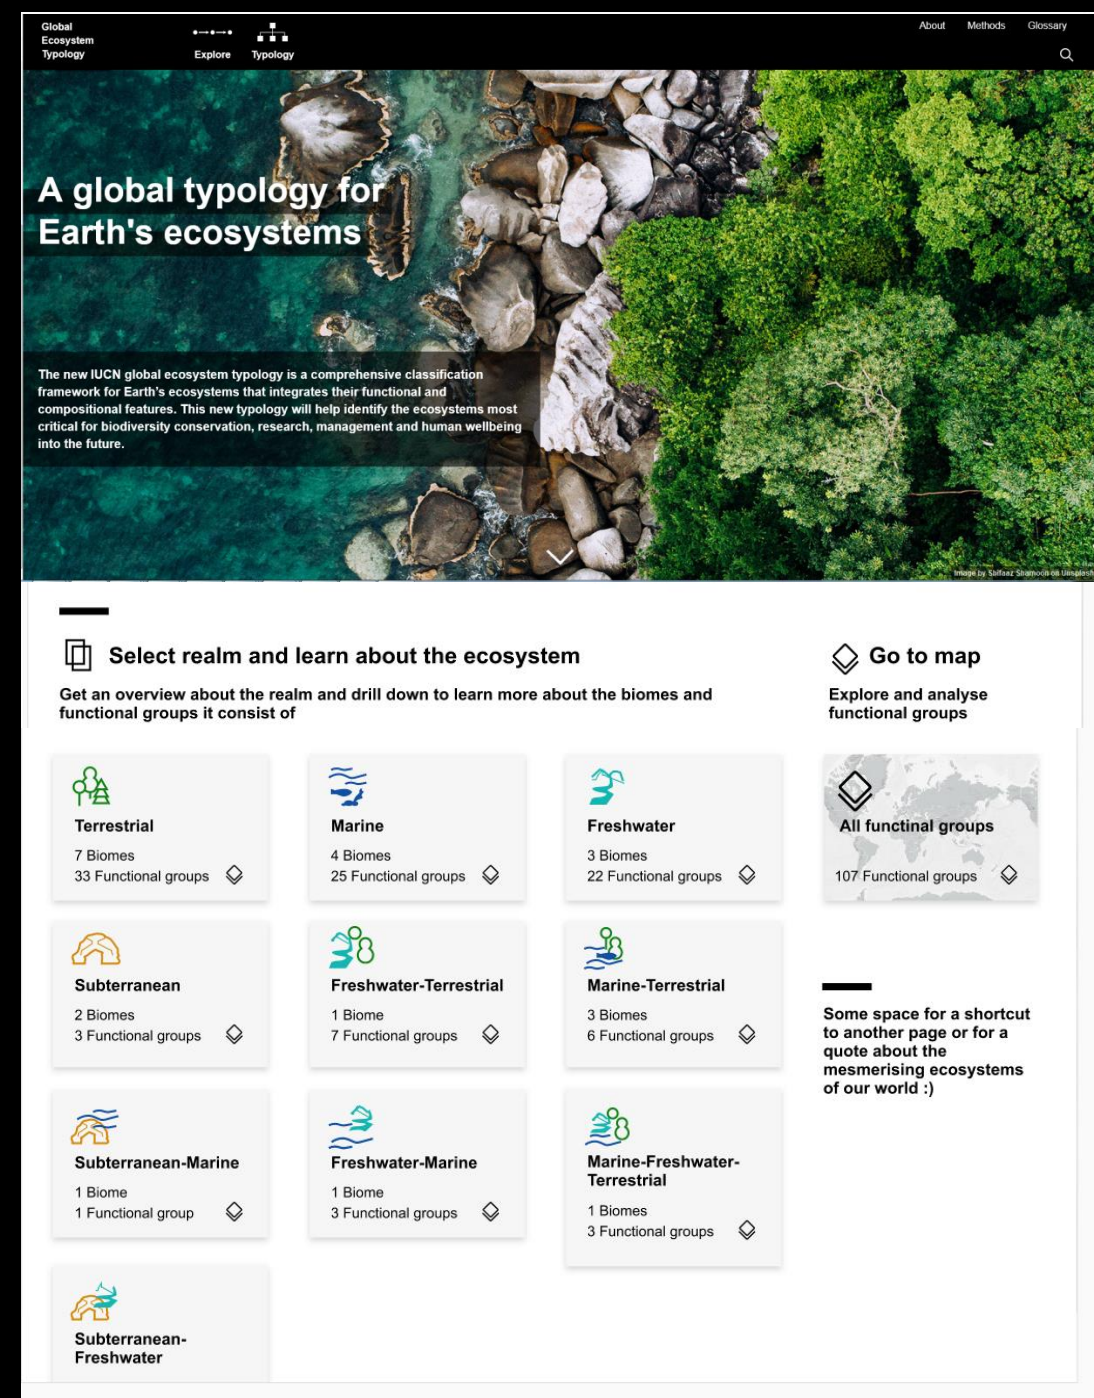 Global
Ecosystem
Typology
Explore
Typology
About
Methods
Glossary
A global typology for
Earth's ecosystems
The new IUCN global ecosystem typology is a comprehensive classification
framework for Earth's ecosystems that integrates their functional and
compositional features. This new typology will help identify the ecosystems most
critical for biodiversity conservation, research, management and human wellbeing
into the future.
Image by Shifaaz Shamoon on Unsplash
Select realm and learn about the ecosystem
Get an overview about the realm and drill down to learn more about the biomes and
functional groups it consist of
Go to map
Explore and analyse
functional groups
Terrestrial
7 Biomes
33 Functional groups
Marine
4 Biomes
25 Functional groups
Freshwater
3 Biomes
22 Functional groups
All functinal groups
107 Functional groups
Subterranean
2 Biomes
3 Functional groups
Freshwater-Terrestrial
1 Biome
7 Functional groups
Marine-Terrestrial
3 Biomes
6 Functional groups
Some space for a shortcut
to another page or for a
quote about the
mesmerising ecosystems
of our world :)
Subterranean-Marine
1 Biome
1 Functional group
Freshwater-Marine
1 Biome
3 Functional groups
Marine-Freshwater-
Terrestrial
1 Biomes
3 Functional groups
Subterranean-
Freshwater